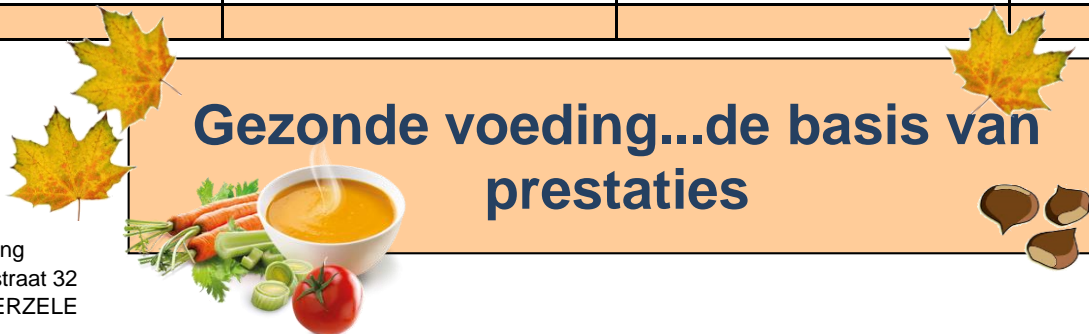 Gezonde voeding...de basis van
prestaties
ng
straat 32
ERZELE